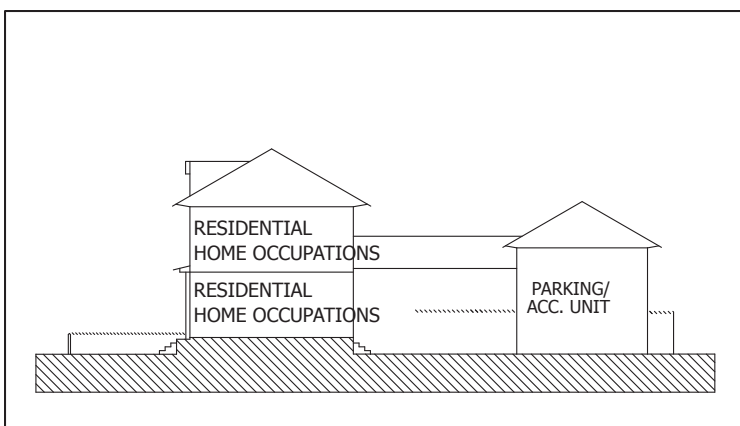 RESIDENTIAL
HOME OCCUPATIONS
RESIDENTIAL
HOME OCCUPATIONS
PARKING/
ACC. UNIT